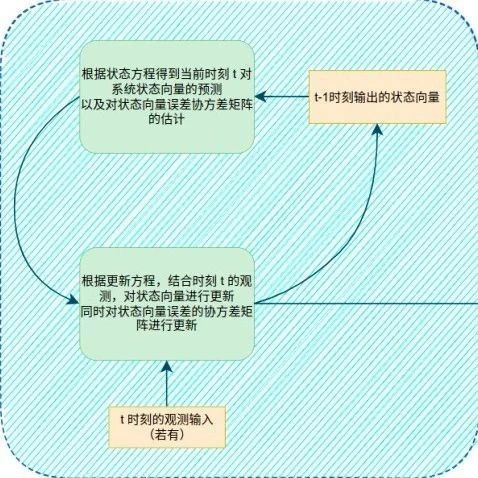 根据状态方程得到当前时刻 t 对
系统状态向量的预测
以及对状态向量误差协方差矩阵
的估计
t-1时刻输出的状态向量
根据更新方程，结合时刻 t 的观
测，对状态向量进行更新
同时对状态向量误差的协方差矩
阵进行更新
t 时刻的观测输入
（若有）